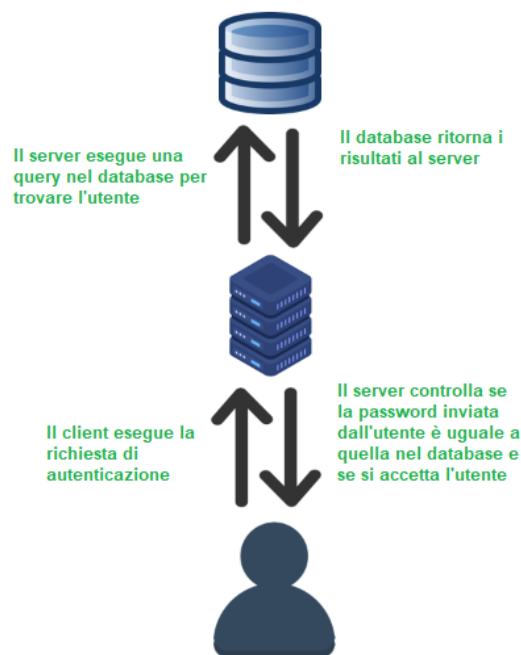 Il server esegue una
query nel database per
trovare l'utente
Il database ritorna i
risultati al server
Il client esegue la
richiesta di
autenticazione
Il server controlla se
la password inviata
dall'utente è uguale a
quella nel database e
se si accetta l'utente